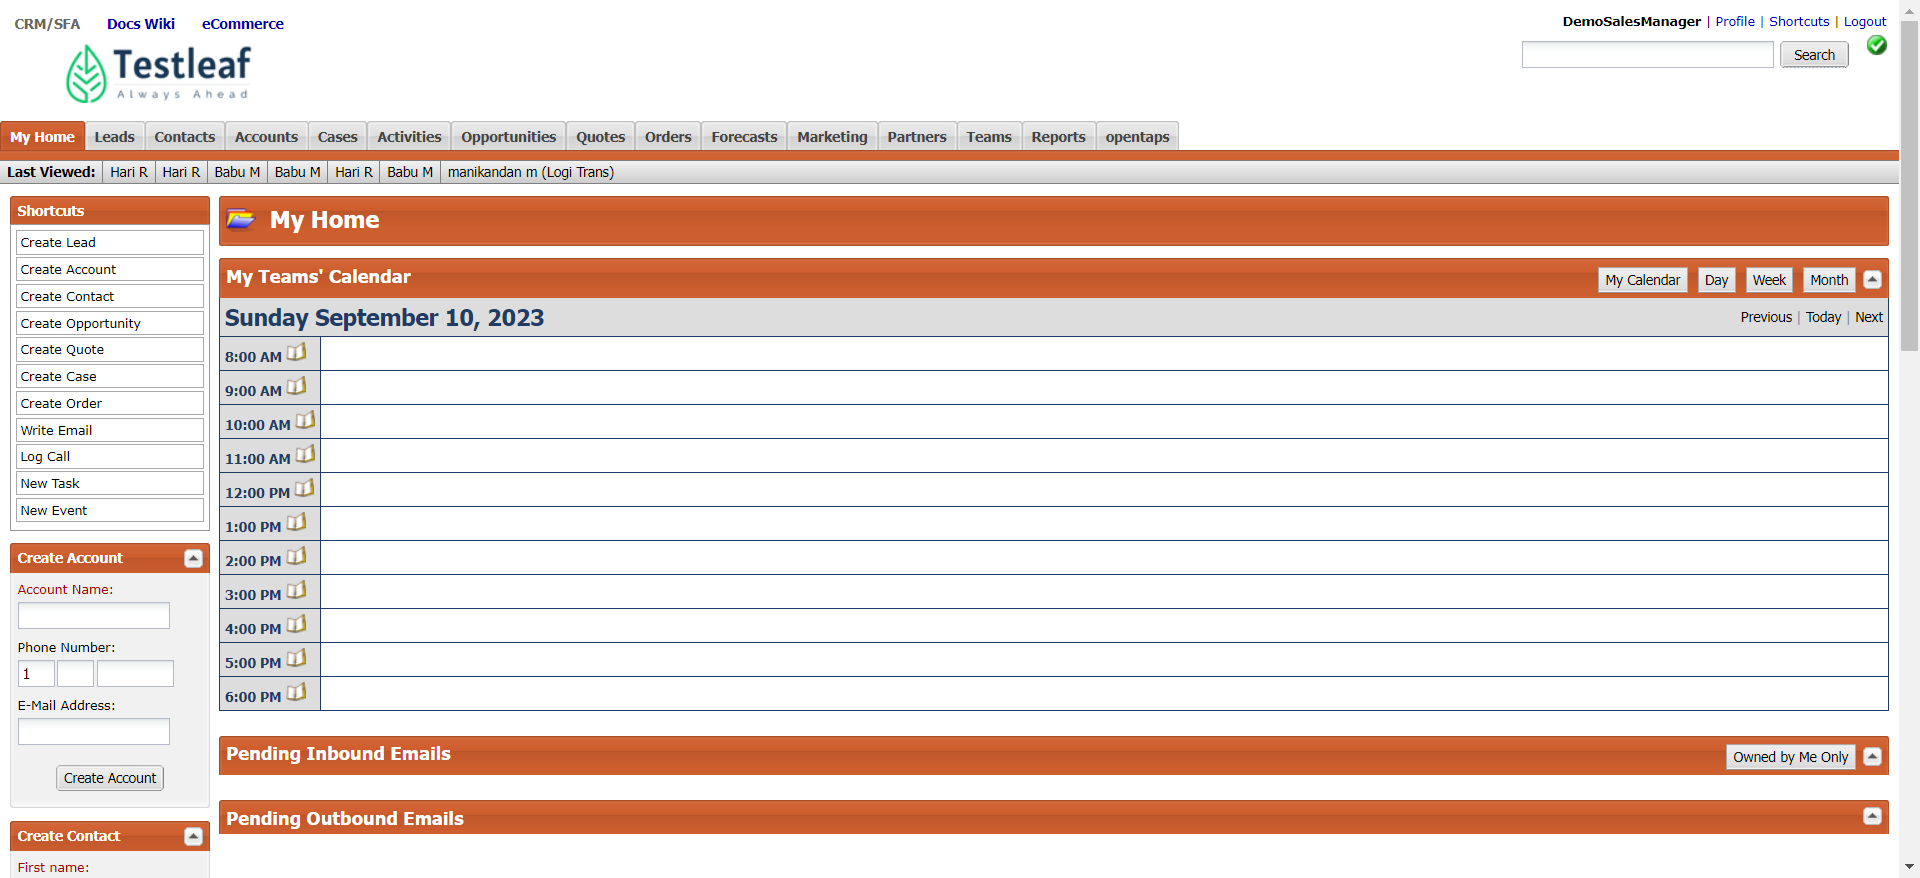 CRM/SFA Docs Wiki eCommerce
DemoSalesManager | Profile | Shortcuts | Logout
Search
Testleaf
Always Ahead
My Home Leads Contacts Accounts Cases Activities Opportunities Quotes Orders Forecasts Marketing Partners Teams Reports opentaps
Last Viewed: Hari R Hari R Babu M Babu M Hari R Babu M manikandan m (Logi Trans)
Shortcuts
Create Lead
Create Account
Create Contact
Create Opportunity
Create Quote
Create Case
Create Order
Write Email
Log Call
New Task
New Event
Create Account
Account Name:
Phone Number:
1
E-Mail Address:
Create Account
Create Contact
First name:
My Home
My Teams' Calendar
My Calendar Day Week Month
Sunday September 10, 2023
Previous | Today | Next
8:00 AM
9:00 AM
10:00 AM
11:00 AM
12:00 PM
1:00 PM
2:00 PM
3:00 PM
4:00 PM
5:00 PM
6:00 PM
Pending Inbound Emails
Owned by Me Only
Pending Outbound Emails